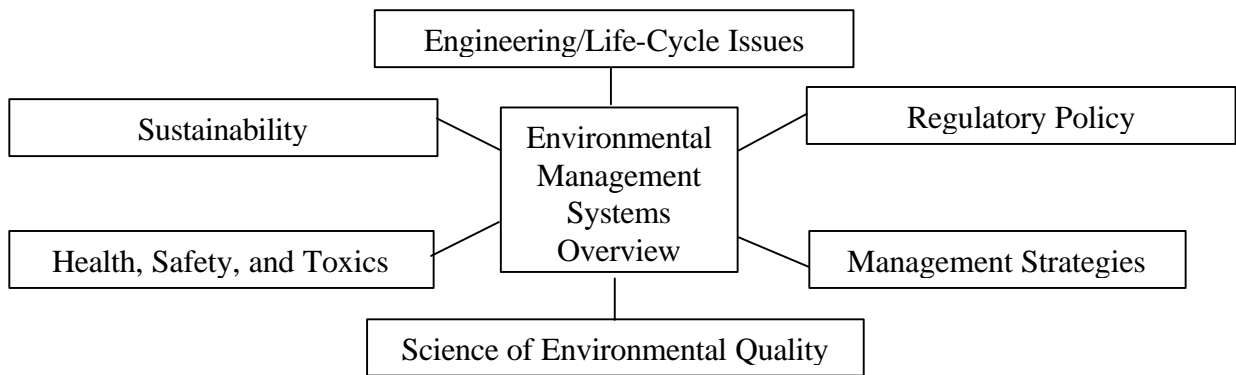 Engineering/Life-Cycle Issues
Sustainability
Regulatory Policy
Environmental
Management
Systems
Overview
Health, Safety, and Toxics
Management Strategies
Science of Environmental Quality